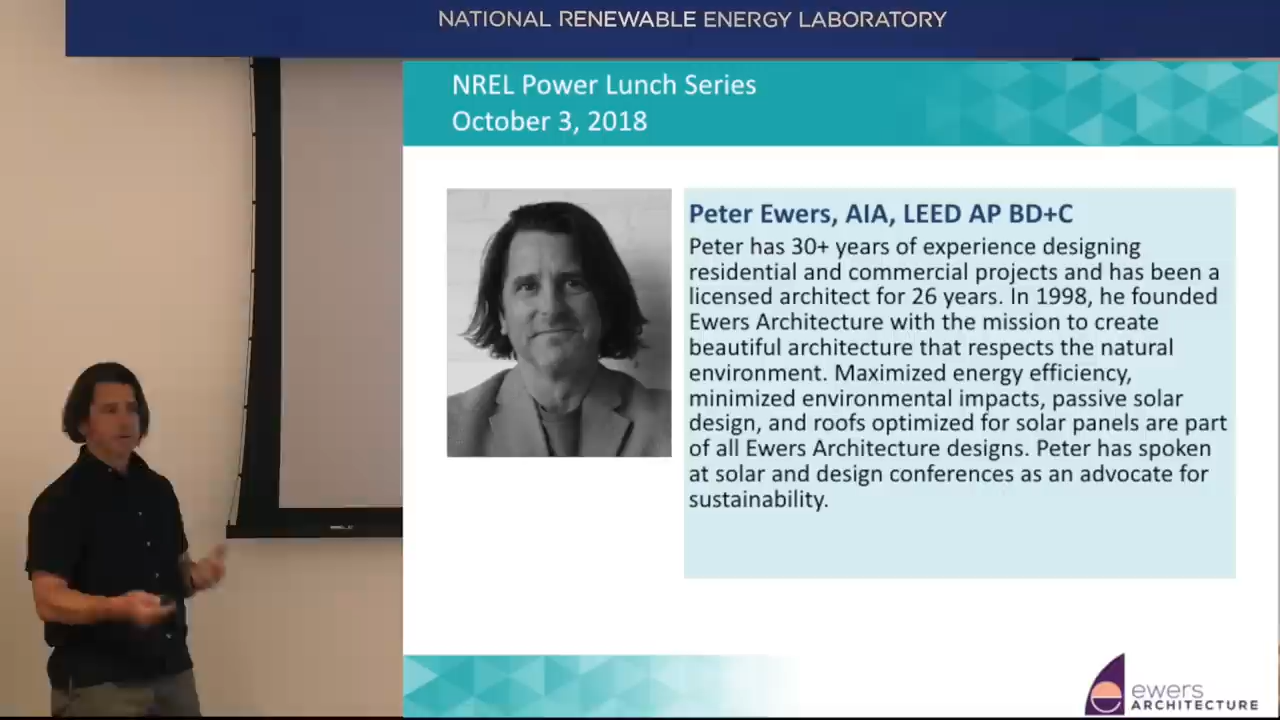 NATIONAL RENEWABLE ENERGY LABORATORY
NREL Power Lunch Series
October 3, 2018
Peter Ewers, AIA, LEED AP BD+C
Peter has 30+ years of experience designing
residential and commercial projects and has been a
licensed architect for 26 years. In 1998, he founded
Ewers Architecture with the mission to create
beautiful architecture that respects the natural
environment. Maximized energy efficiency,
minimized environmental impacts, passive solar
design, and roofs optimized for solar panels are part
of all Ewers Architecture designs. Peter has spoken
at solar and design conferences as an advocate for
sustainability.
ewers
ARCHITECTURE